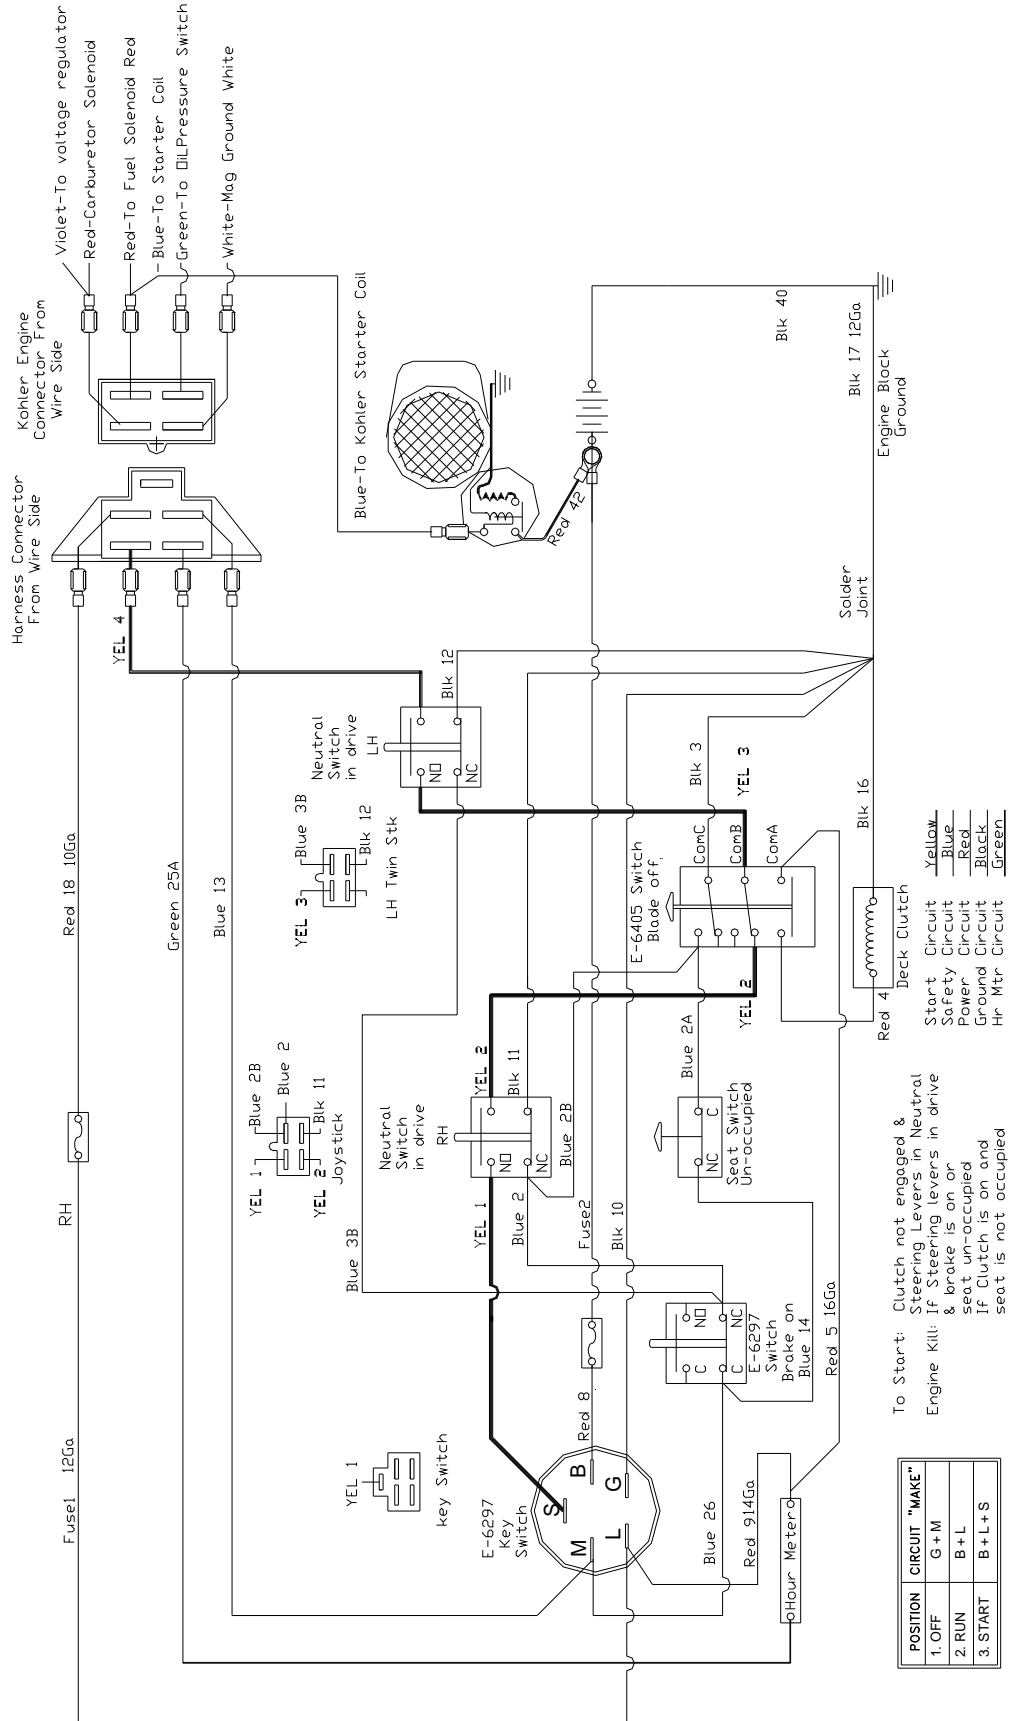 Violet-To voltage regulator
Red-Carburetor Solenoid
Red-To Fuel Solenoid Red
Blue-To Starter Coil
Green-To OiLPressure Switch
White-Mag Ground White
Kohler Engine
Connector From
Wire Side
Harness Connector
From Wire Side
Blue-To Kohler Starter Coil
Red 42
Blk 40
Blk 17 12Ga
Engine Block
Ground
Solder
Joint
YEL 4
Blk 12
Neutral
Switch
in drive
LH
NO
NC
Red 18 10Ga
Green 25A
Blue 13
Blue 3B
Blk 12
YEL 3
LH Twin Stk
Blk 3
YEL 3
Blk 16
E-6405 Switch
Blade off
ComC
ComB
ComA
Deck Clutch
Red 4
YEL 2
Blue 2A
Start Circuit Yellow
Safety Circuit Blue
Power Circuit Red
Ground Circuit Black
Hr Mtr Circuit Green
RH
Blue 2B
Blue 2
YEL 1
Blk 11
YEL 2
Joystick
Neutral
Switch
in drive
RH
YEL 2
Blk 11
NO
NC
Blue 2B
YEL 1
Blue 2
Fuse2
Blk 10
C
NC
Seat Switch
Un-occupied
Blue 3B
NO
NC
C
C
E-6297
Switch
Brake on
Blue 14
Red 5 16Ga
Red 8
To Start: Clutch not engaged &
Steering Levers in Neutral
Engine Kill: If Steering levers in drive
& brake is on or
seat un-occupied
If Clutch is on and
seat is not occupied
Fuse1 12Ga
YEL 1
key Switch
E-6297
Key
Switch
S
B
M
G
L
Blue 26
Red 914Ga
Hour Meter
POSITION CIRCUIT "MAKE"
1. OFF G + M
2. RUN B + L
3. START B + L + S